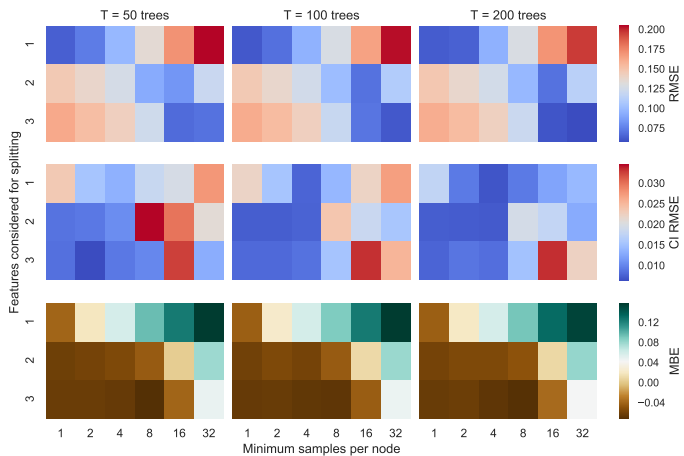 T = 50 trees
T = 100 trees
T = 200 trees
Features considered for splitting
1
2
3
0.200
0.175
0.150
0.125
0.100
0.075
RMSE
1
2
3
0.030
0.025
0.020
0.015
0.010
CI RMSE
1
2
3
0.12
0.08
0.04
0.00
−0.04
MBE
1 2 4 8 16 32
1 2 4 8 16 32
1 2 4 8 16 32
Minimum samples per node